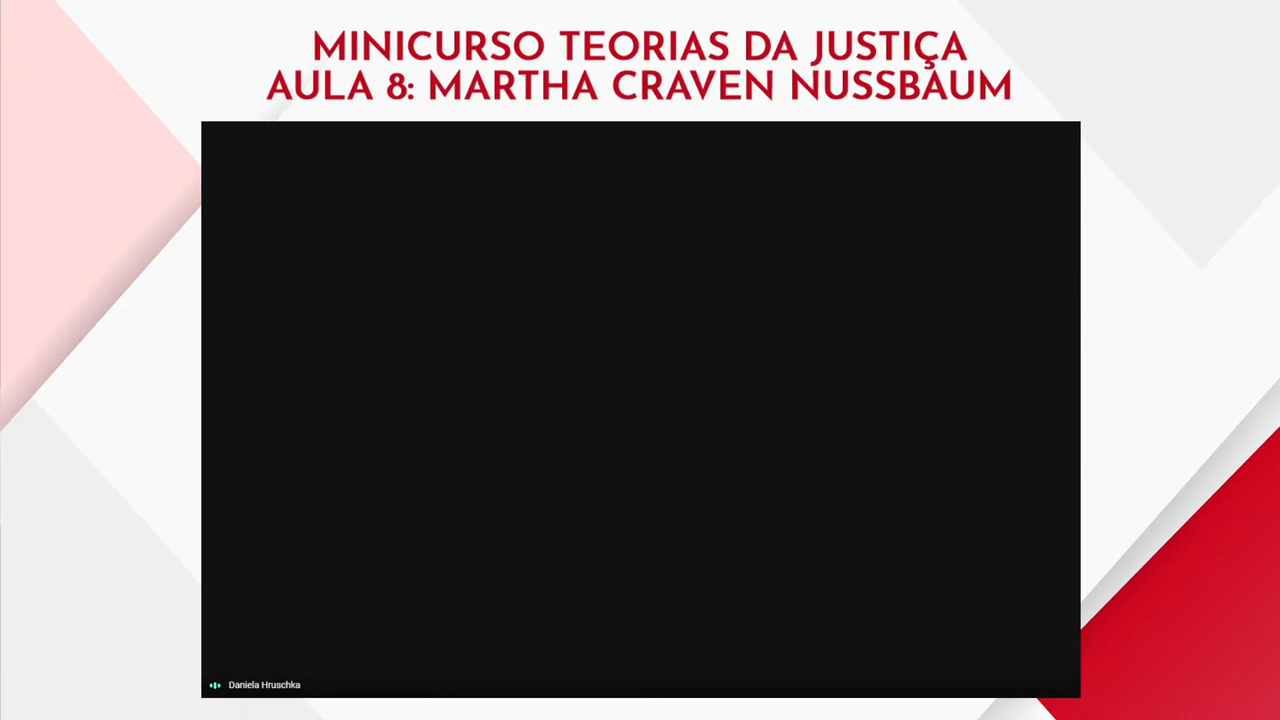 MINICURSO TEORIAS DA JUSTIÇA
AULA 8: MARTHA CRAVEN NUSSBAUM
Daniela Hruschka